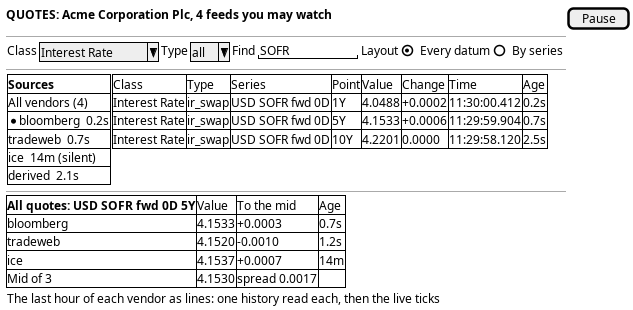 QUOTES: Acme Corporation Plc, 4 feeds you may watch Pause
Class Interest Rate Type all Find SOFR Layout Every datum By series
Sources Class Type Series Point Value Change Time Age
All vendors (4) Interest Rate ir_swap USD SOFR fwd 0D 1Y 4.0488 +0.0002 11:30:00.412 0.2s
• bloomberg 0.2s Interest Rate ir_swap USD SOFR fwd 0D 5Y 4.1533 +0.0006 11:29:59.904 0.7s
tradeweb 0.7s Interest Rate ir_swap USD SOFR fwd 0D 10Y 4.2201 0.0000 11:29:58.120 2.5s
ice 14m (silent)
derived 2.1s
All quotes: USD SOFR fwd 0D 5Y Value To the mid Age
bloomberg 4.1533 +0.0003 0.7s
tradeweb 4.1520 -0.0010 1.2s
ice 4.1537 +0.0007 14m
Mid of 3 4.1530 spread 0.0017
The last hour of each vendor as lines: one history read each, then the live ticks